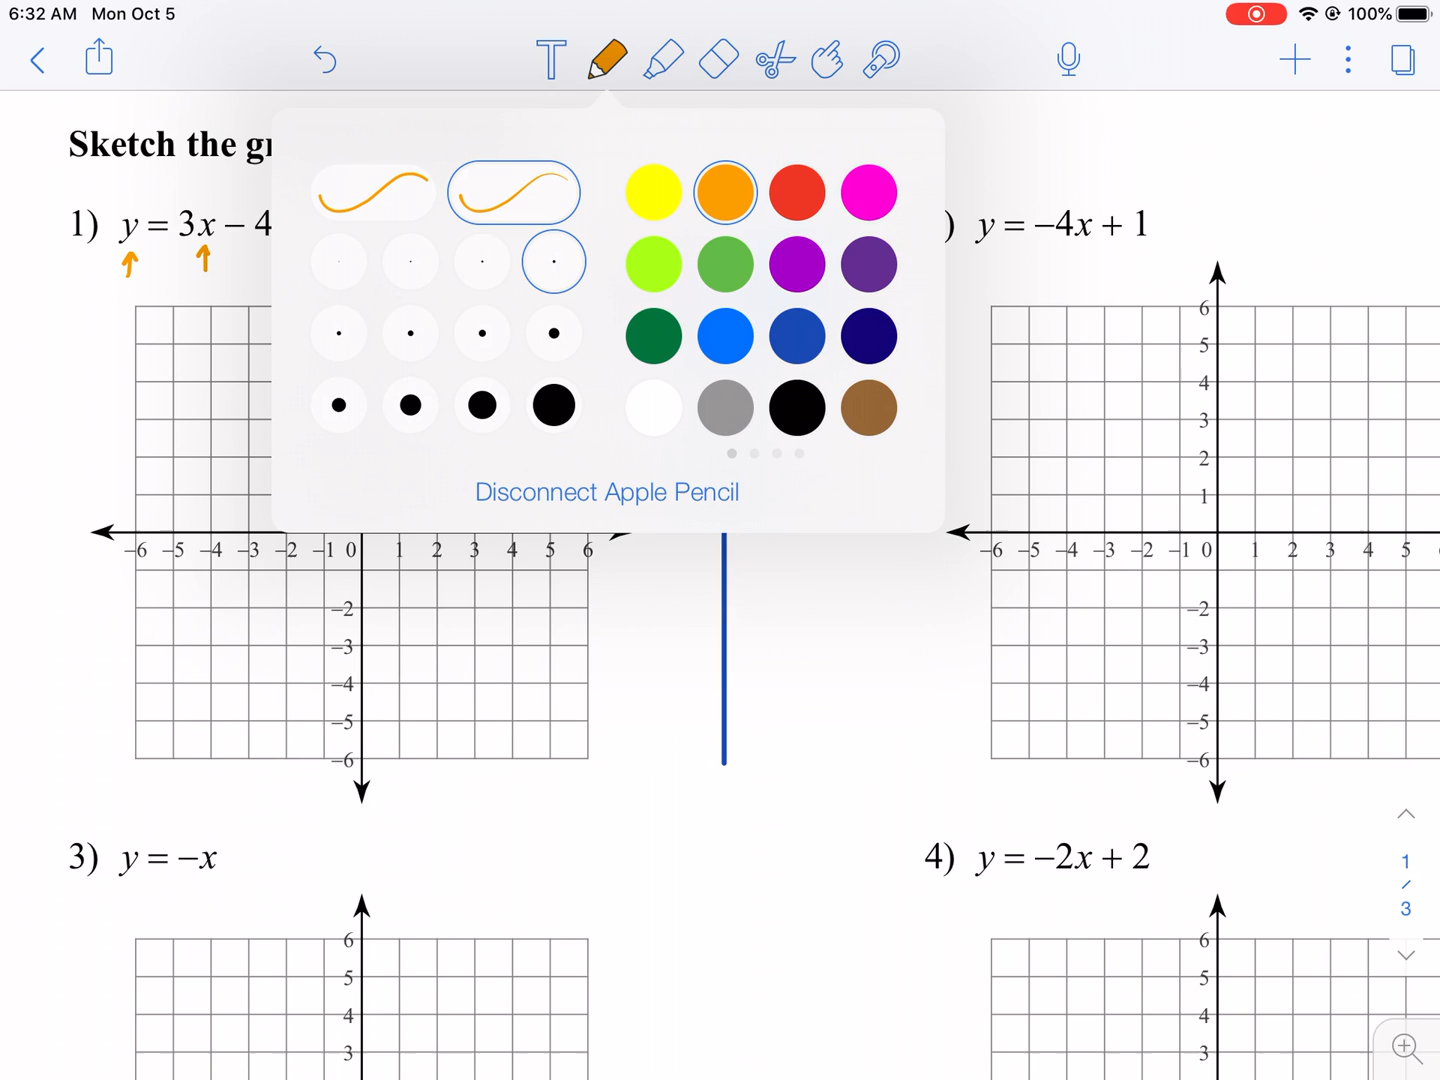 6:32 AM Mon Oct 5
100%
T
Sketch the gr
1) y = 3x – 4
) y = –4x + 1
Disconnect Apple Pencil
6
5
4
3
2
1
–6 –5 –4 –3 –2 –1 0 1 2 3 4 5 6
–2
–3
–4
–5
–6
–6 –5 –4 –3 –2 –1 0 1 2 3 4 5
–2
–3
–4
–5
–6
3) y = –x
4) y = –2x + 2
1
/
3
6
5
4
3
6
5
4
3